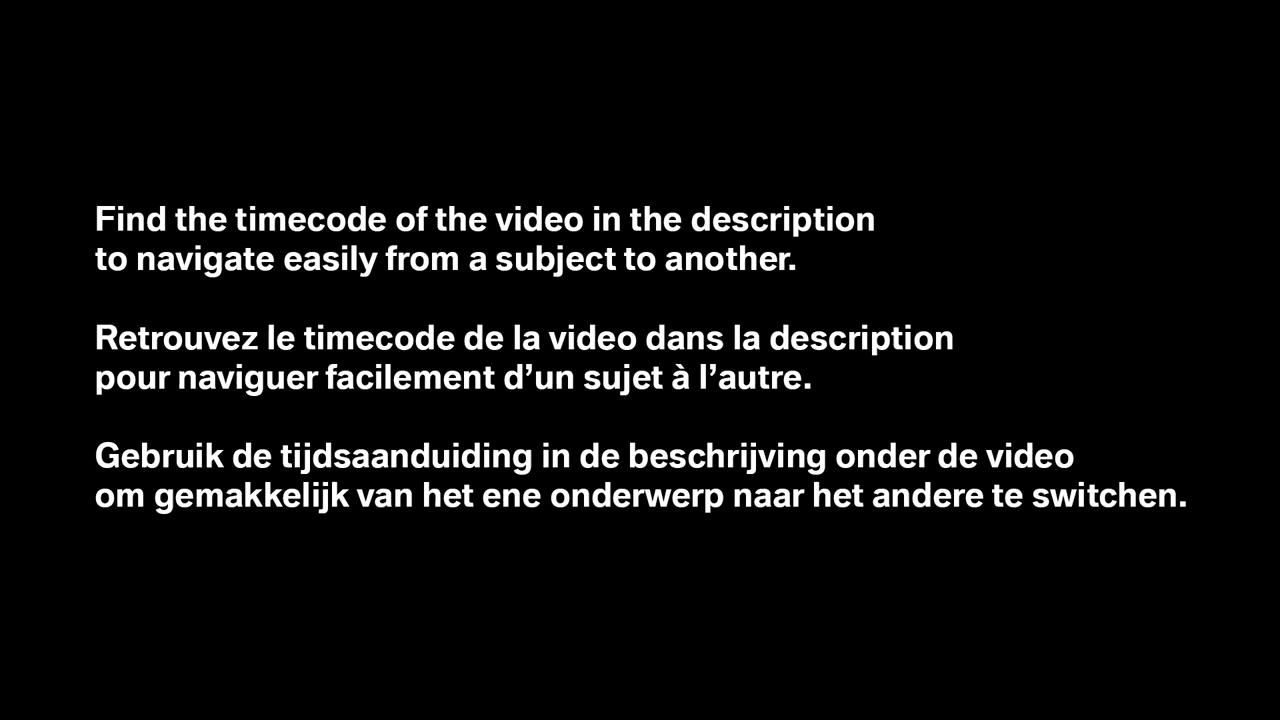 Find the timecode of the video in the description
to navigate easily from a subject to another.
Retrouvez le timecode de la video dans la description
pour naviguer facilement d’un sujet à l’autre.
Gebruik de tijdsaanduiding in de beschrijving onder de video
om gemakkelijk van het ene onderwerp naar het andere te switchen.